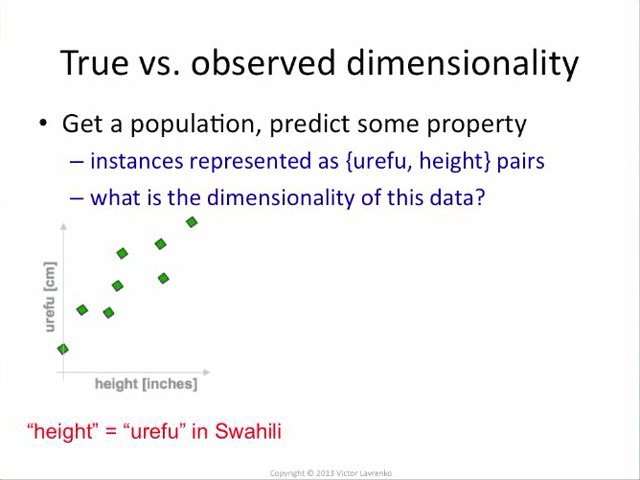 True vs. observed dimensionality
• Get a population, predict some property
– instances represented as {urefu, height} pairs
– what is the dimensionality of this data?
urefu [cm]
height [inches]
“height” = “urefu” in Swahili
Copyright © 2013 Victor Lavrenko